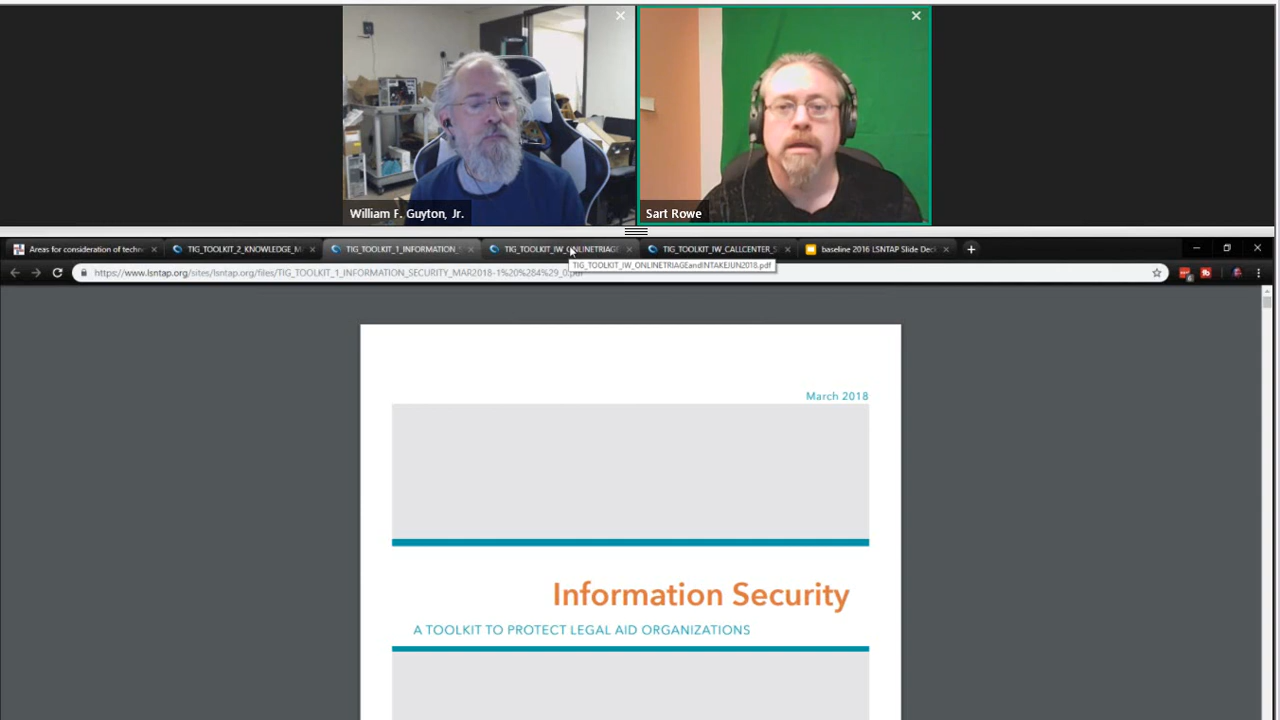 William F. Guyton, Jr.
Sart Rowe
Areas for consideration of techn
TIG_TOOLKIT_2_KNOWLEDGE_M
TIG_TOOLKIT_1_INFORMATION_S
TIG_TOOLKIT_IW_ONLINETRIAGE
TIG_TOOLKIT_IW_CALLCENTER_S
baseline 2016 LSNTAP Slide Deck
https://www.lsntap.org/sites/lsntap.org/files/TIG_TOOLKIT_1_INFORMATION_SECURITY_MAR2018-1%20%284%29_0.pdf
TIG_TOOLKIT_IW_ONLINETRIAGEandINTAKEJUN2018.pdf
March 2018
Information Security
A TOOLKIT TO PROTECT LEGAL AID ORGANIZATIONS